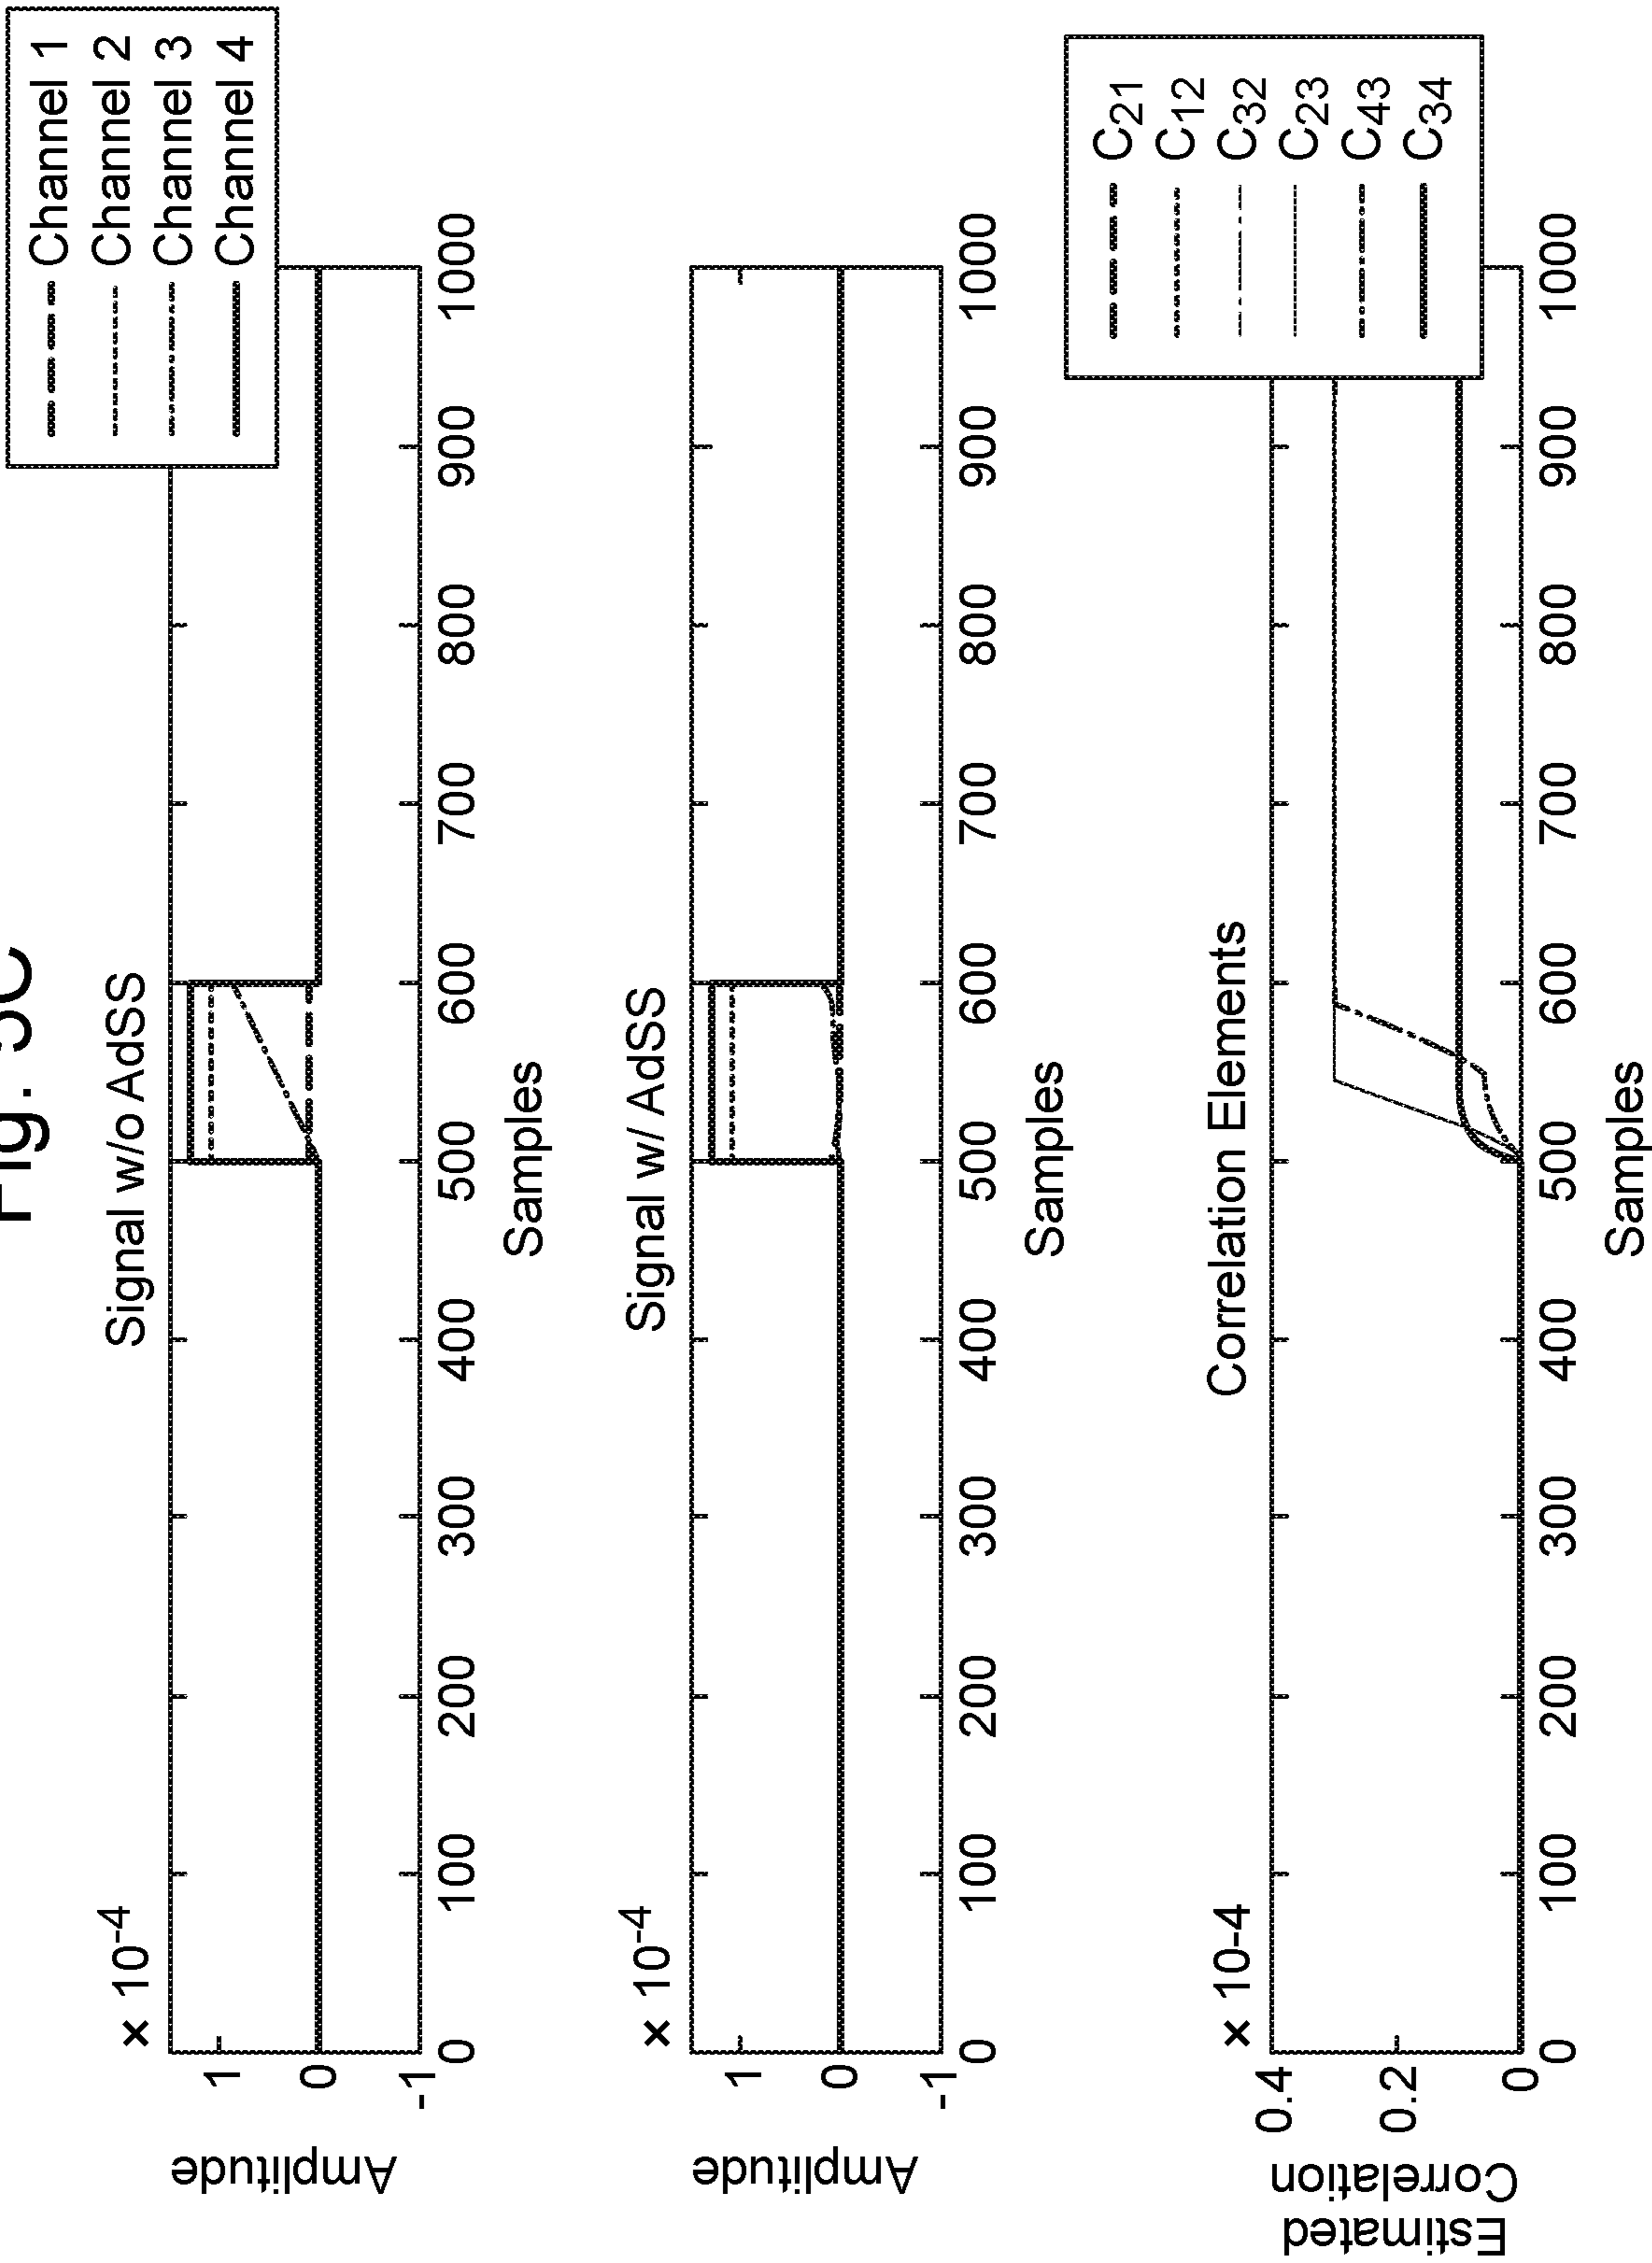 Fig.
Signal w/o AdSS
× 10⁻⁴
Channel 1
Channel 2
Channel 3
Channel 4
Amplitude
1
0
-1
0 100 200 300 400 500 600 700 800 900 1000
Samples
Signal w/ AdSS
× 10⁻⁴
Amplitude
1
0
-1
0 100 200 300 400 500 600 700 800 900 1000
Samples
Correlation Elements
× 10-4
C₂₁
C₁₂
C₃₂
C₂₃
C₄₃
C₃₄
Estimated
Correlation
0.4
0.2
0
0 100 200 300 400 500 600 700 800 900 1000
Samples